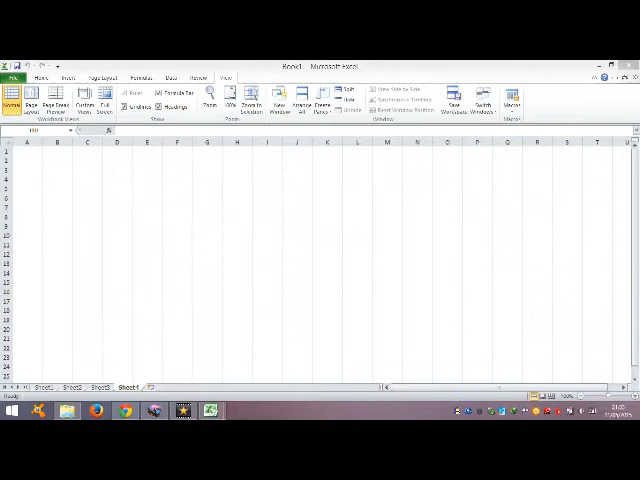 Book1 - Microsoft Excel
File Home Insert Page Layout Formulas Data Review View
Normal Page Layout Page Break Preview Custom Views Full Screen
Workbook Views
Ruler Formula Bar
Gridlines Headings
Show
Zoom 100% Zoom to Selection
Zoom
New Window Arrange All Freeze Panes
Split
Hide
Unhide
View Side by Side
Synchronous Scrolling
Reset Window Position
Window
Save Workspace Switch Windows
Macros
Macros
fx
A B C D E F G H I J K L M N O P Q R S T U
1
2
3
4
5
6
7
8
9
10
11
12
13
14
15
16
17
18
19
20
21
22
23
24
25
Sheet1 Sheet2 Sheet3 Sheet4
Ready 100%
11/05/2015